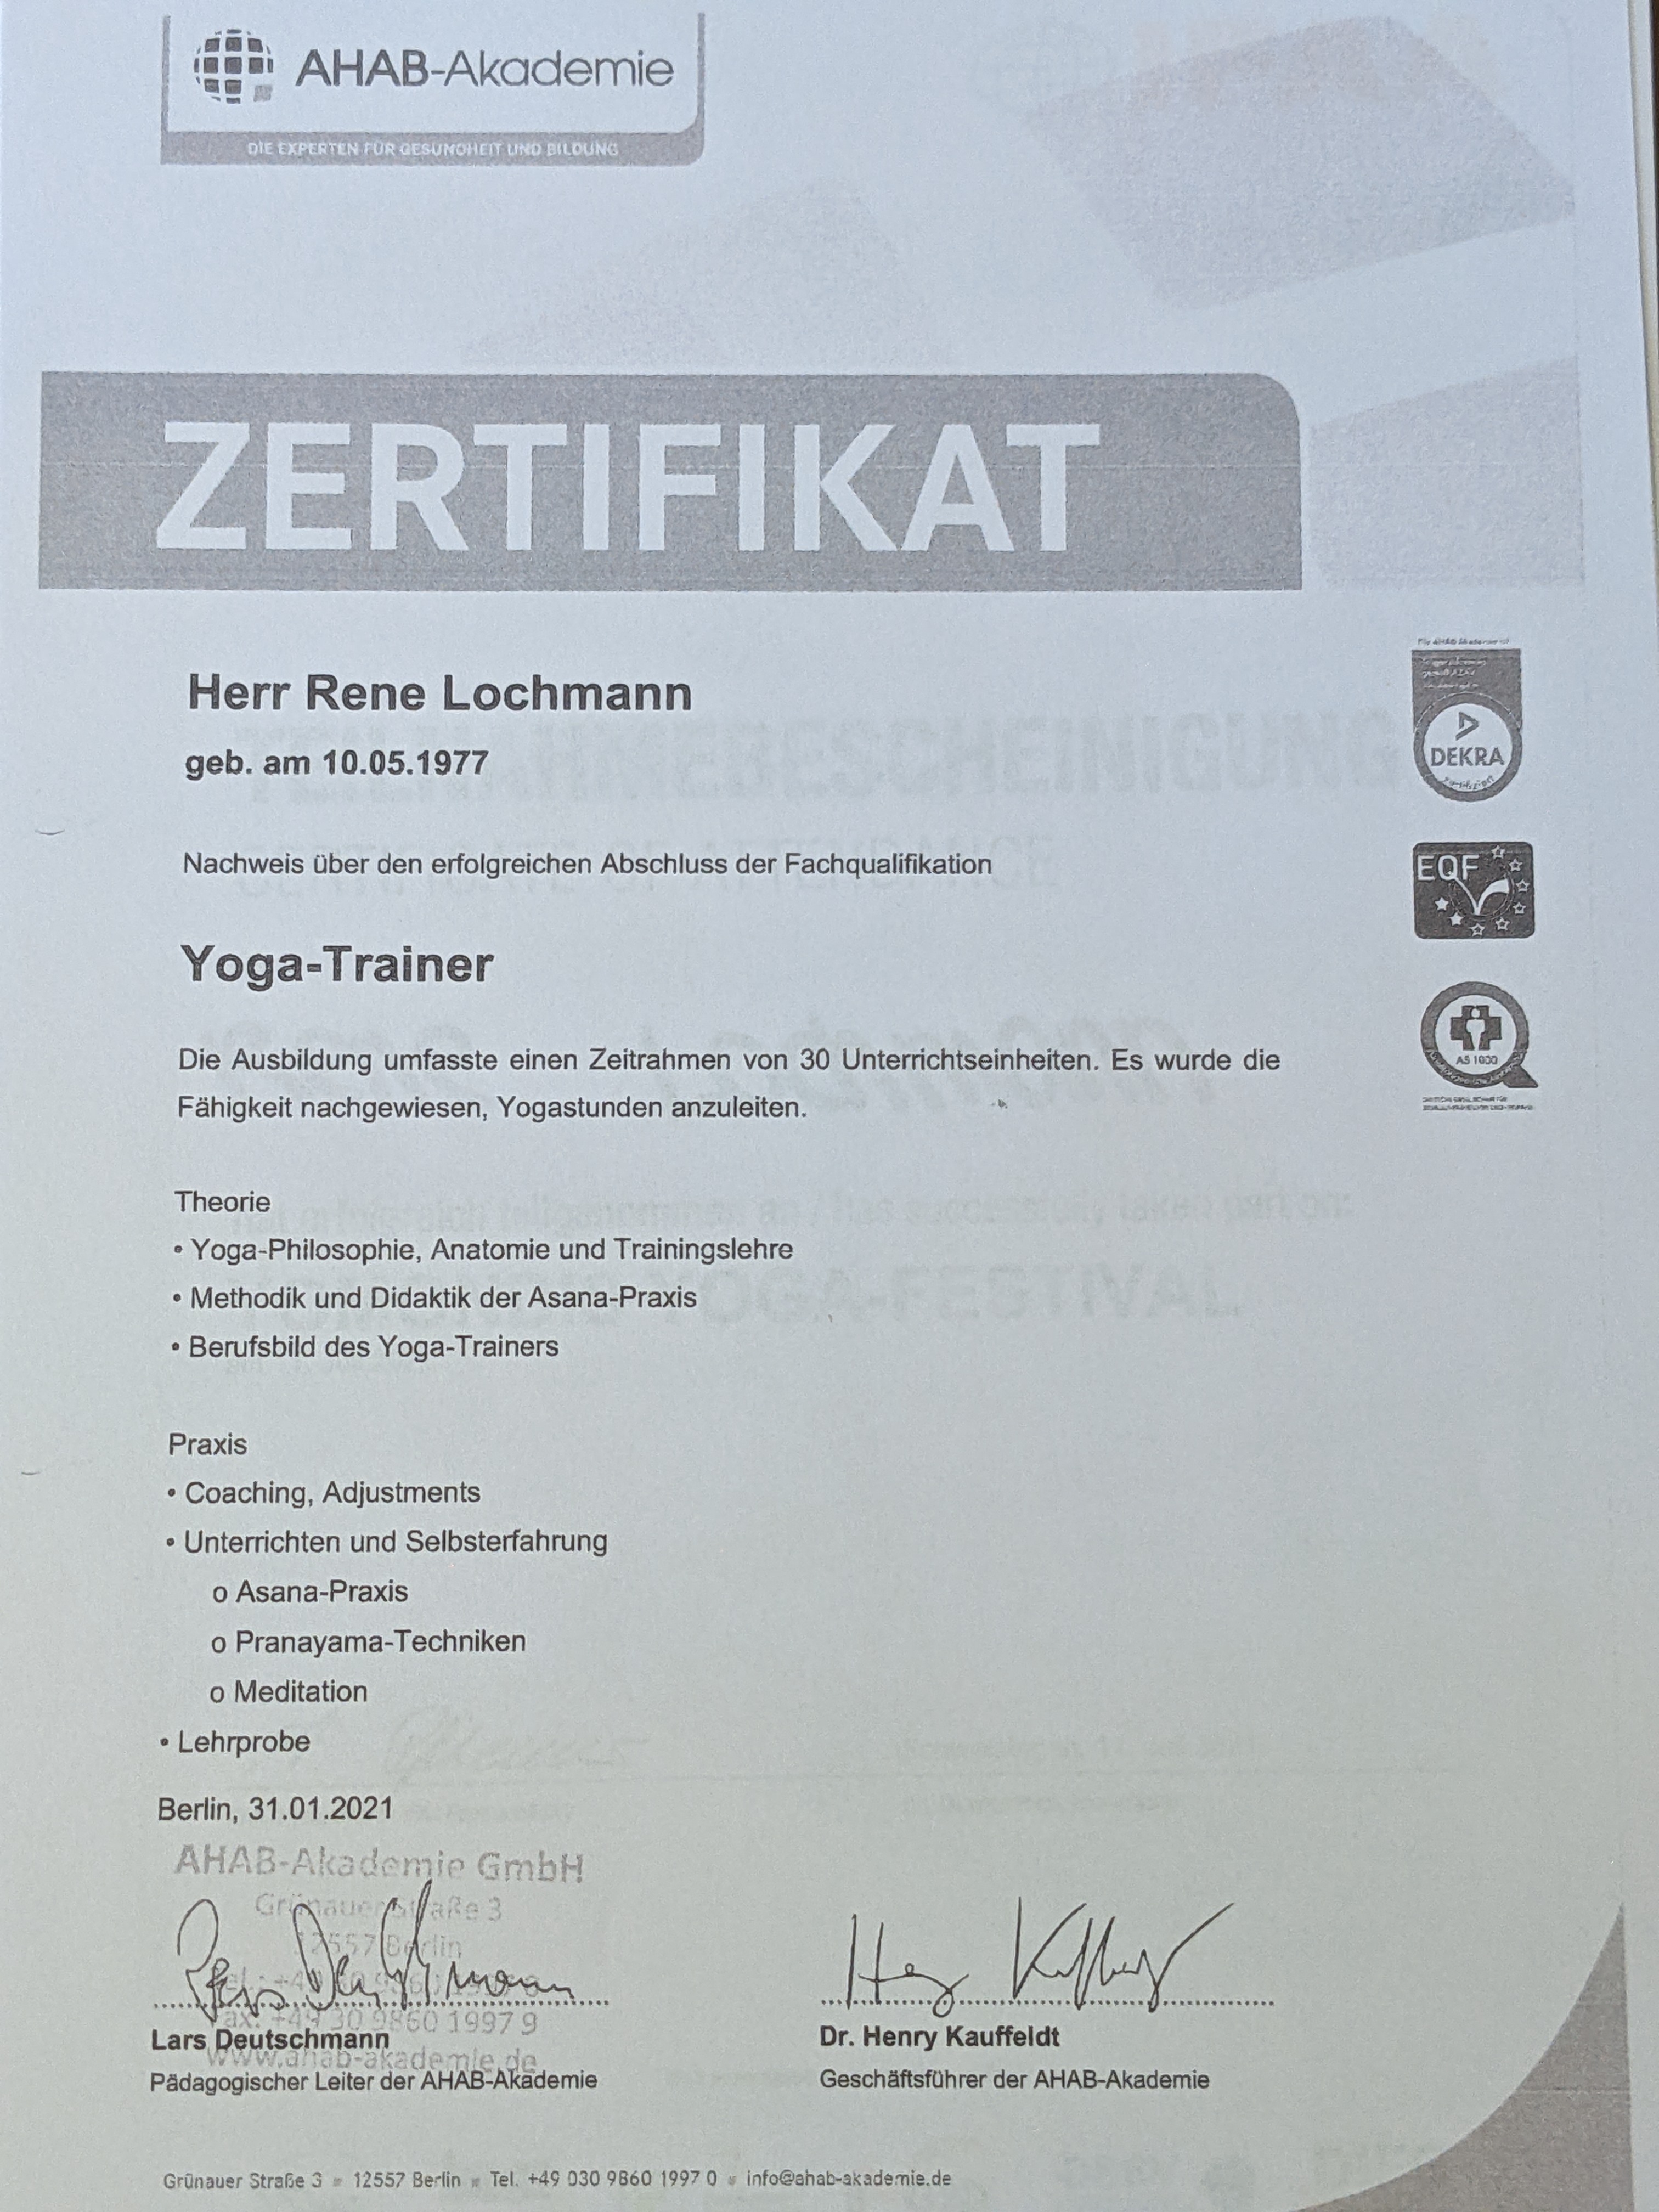 AHAB-Akademie
DIE EXPERTEN FÜR GESUNDHEIT UND BILDUNG
ZERTIFIKAT
Herr Rene Lochmann
geb. am 10.05.1977
Nachweis über den erfolgreichen Abschluss der Fachqualifikation
Yoga-Trainer
Die Ausbildung umfasste einen Zeitrahmen von 30 Unterrichtseinheiten. Es wurde die
Fähigkeit nachgewiesen, Yogastunden anzuleiten.
DEKRA
EQF
AS 1000
Theorie
• Yoga-Philosophie, Anatomie und Trainingslehre
• Methodik und Didaktik der Asana-Praxis
• Berufsbild des Yoga-Trainers
Praxis
• Coaching, Adjustments
• Unterrichten und Selbsterfahrung
o Asana-Praxis
o Pranayama-Techniken
o Meditation
• Lehrprobe
Berlin, 31.01.2021
AHAB-Akademie GmbH
Grünauer Straße 3
12557 Berlin
Fax: +49 30 9860 1997 9
www.ahab-akademie.de
Lars Deutschmann
Pädagogischer Leiter der AHAB-Akademie
Dr. Henry Kauffeldt
Geschäftsführer der AHAB-Akademie
Grünauer Straße 3 ▪ 12557 Berlin ▪ Tel. +49 030 9860 1997 0 ▪ info@ahab-akademie.de